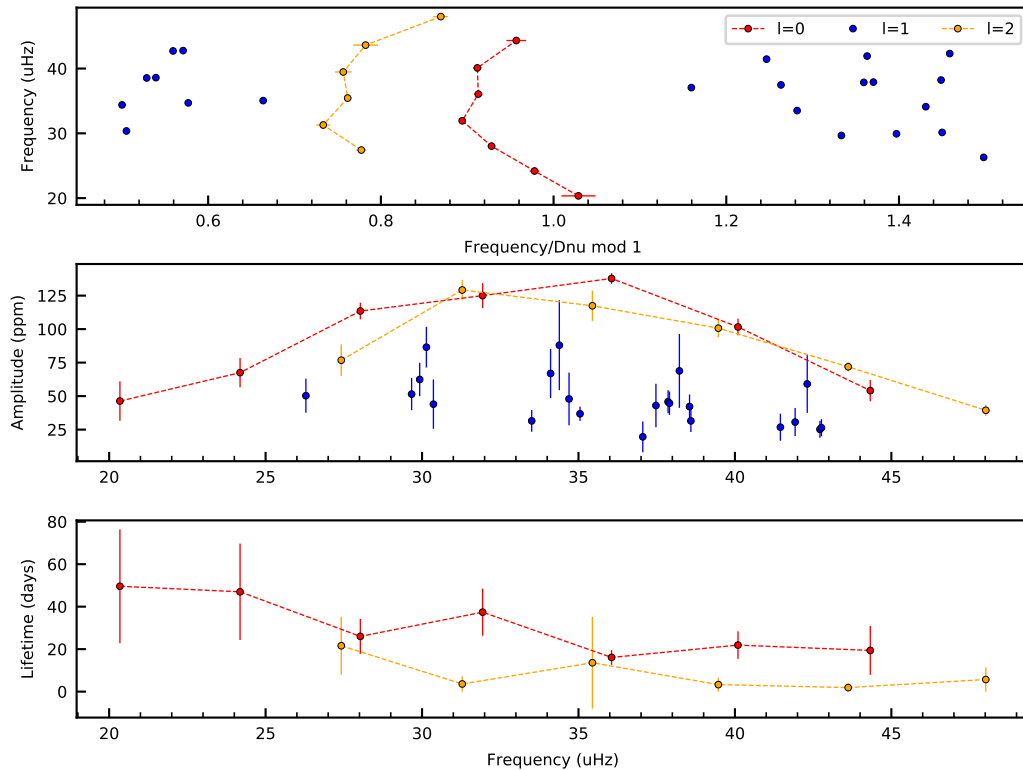 l=0 l=1 l=2
Frequency (uHz)
40
30
20
0.6 0.8 1.0 1.2 1.4
Frequency/Dnu mod 1
Amplitude (ppm)
125
100
75
50
25
20 25 30 35 40 45
Lifetime (days)
80
60
40
20
0
20 25 30 35 40 45
Frequency (uHz)